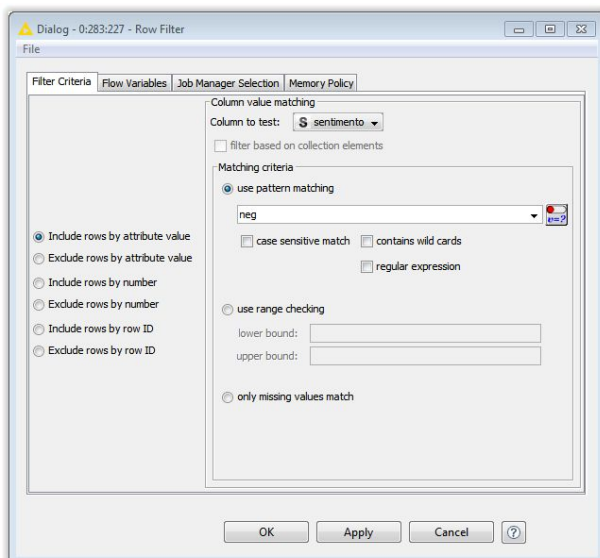 Dialog - 0:283:227 - Row Filter
File
Filter Criteria Flow Variables Job Manager Selection Memory Policy
Include rows by attribute value
Exclude rows by attribute value
Include rows by number
Exclude rows by number
Include rows by row ID
Exclude rows by row ID
Column value matching
Column to test: S sentimento
filter based on collection elements
Matching criteria
use pattern matching
neg
v=?
case sensitive match contains wild cards
regular expression
use range checking
lower bound:
upper bound:
only missing values match
OK Apply Cancel ?